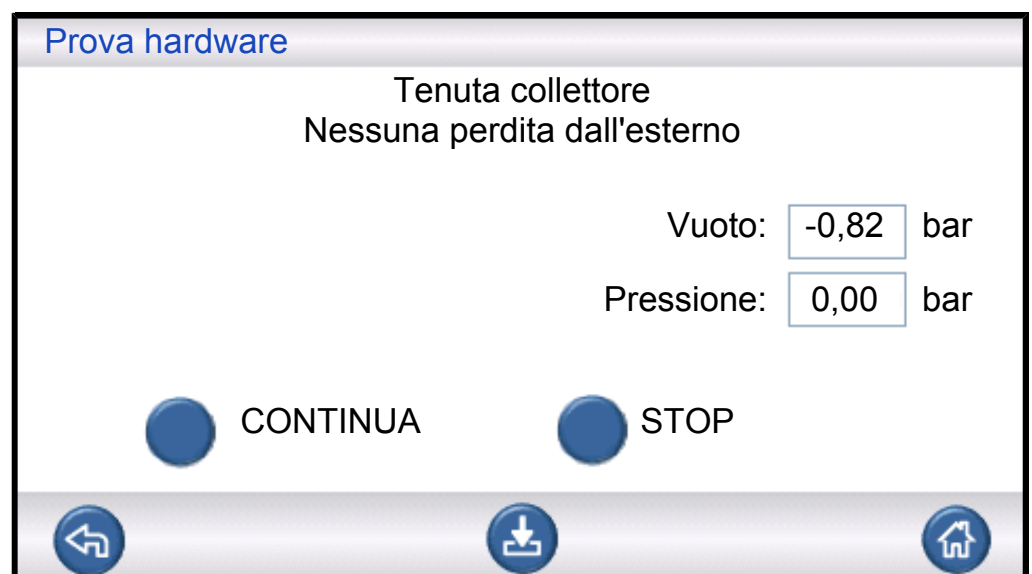 Prova hardware
Tenuta collettore
Nessuna perdita dall'esterno
Vuoto: -0,82 bar
Pressione: 0,00 bar
CONTINUA STOP